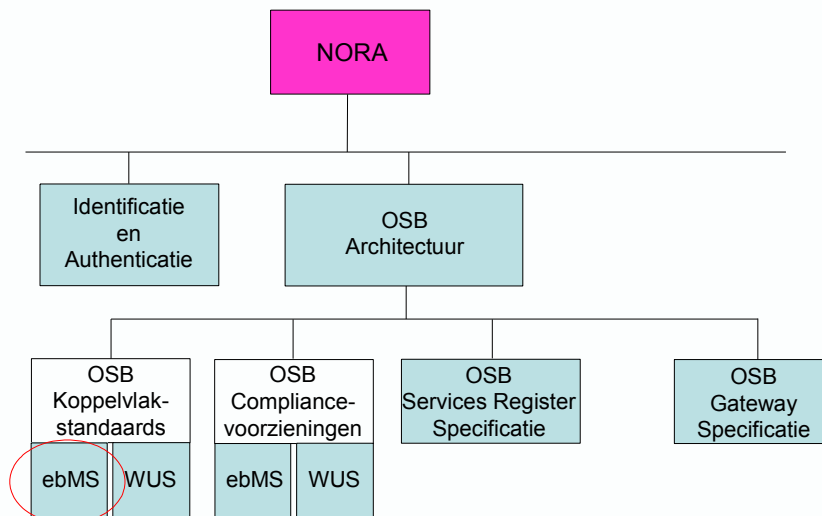 NORA
Identificatie
en
Authenticatie
OSB
Architectuur
OSB
Koppelvlak-
standaards
ebMS
WUS
OSB
Compliance-
voorzieningen
ebMS
WUS
OSB
Services Register
Specificatie
OSB
Gateway
Specificatie